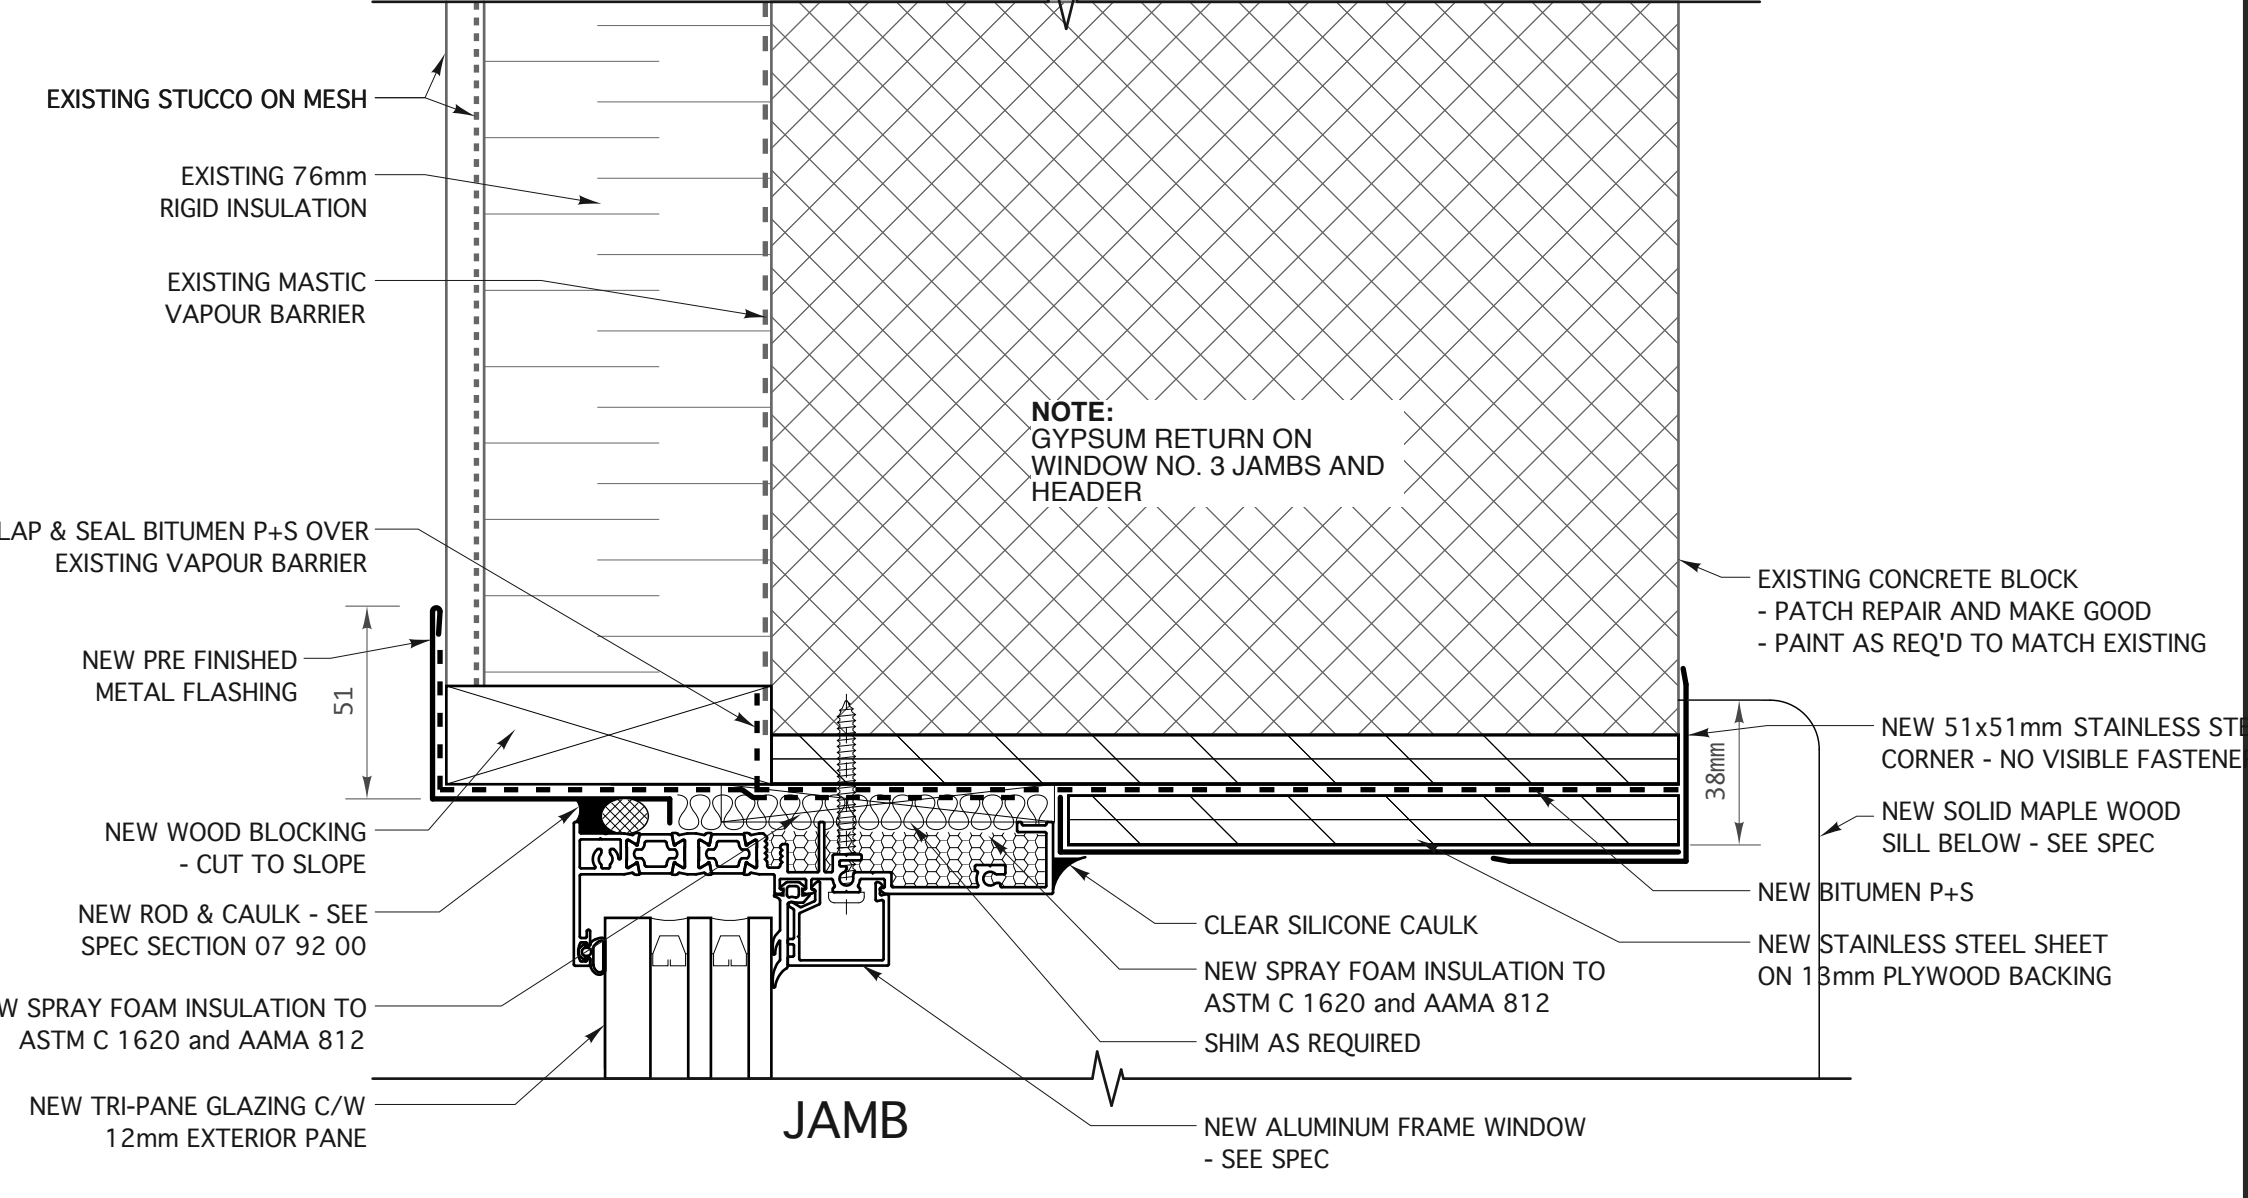 EXISTING STUCCO ON MESH
EXISTING 76mm
RIGID INSULATION
EXISTING MASTIC
VAPOUR BARRIER
LAP & SEAL BITUMEN P+S OVER
EXISTING VAPOUR BARRIER
NEW PRE FINISHED
METAL FLASHING
51
NEW WOOD BLOCKING
- CUT TO SLOPE
NEW ROD & CAULK - SEE
SPEC SECTION 07 92 00
W SPRAY FOAM INSULATION TO
ASTM C 1620 and AAMA 812
NEW TRI-PANE GLAZING C/W
12mm EXTERIOR PANE
NOTE:
GYPSUM RETURN ON
WINDOW NO. 3 JAMBS AND
HEADER
EXISTING CONCRETE BLOCK
- PATCH REPAIR AND MAKE GOOD
- PAINT AS REQ'D TO MATCH EXISTING
38mm
NEW 51x51mm STAINLESS STE
CORNER - NO VISIBLE FASTENE
NEW SOLID MAPLE WOOD
SILL BELOW - SEE SPEC
NEW BITUMEN P+S
NEW STAINLESS STEEL SHEET
ON 13mm PLYWOOD BACKING
CLEAR SILICONE CAULK
NEW SPRAY FOAM INSULATION TO
ASTM C 1620 and AAMA 812
SHIM AS REQUIRED
NEW ALUMINUM FRAME WINDOW
- SEE SPEC
JAMB